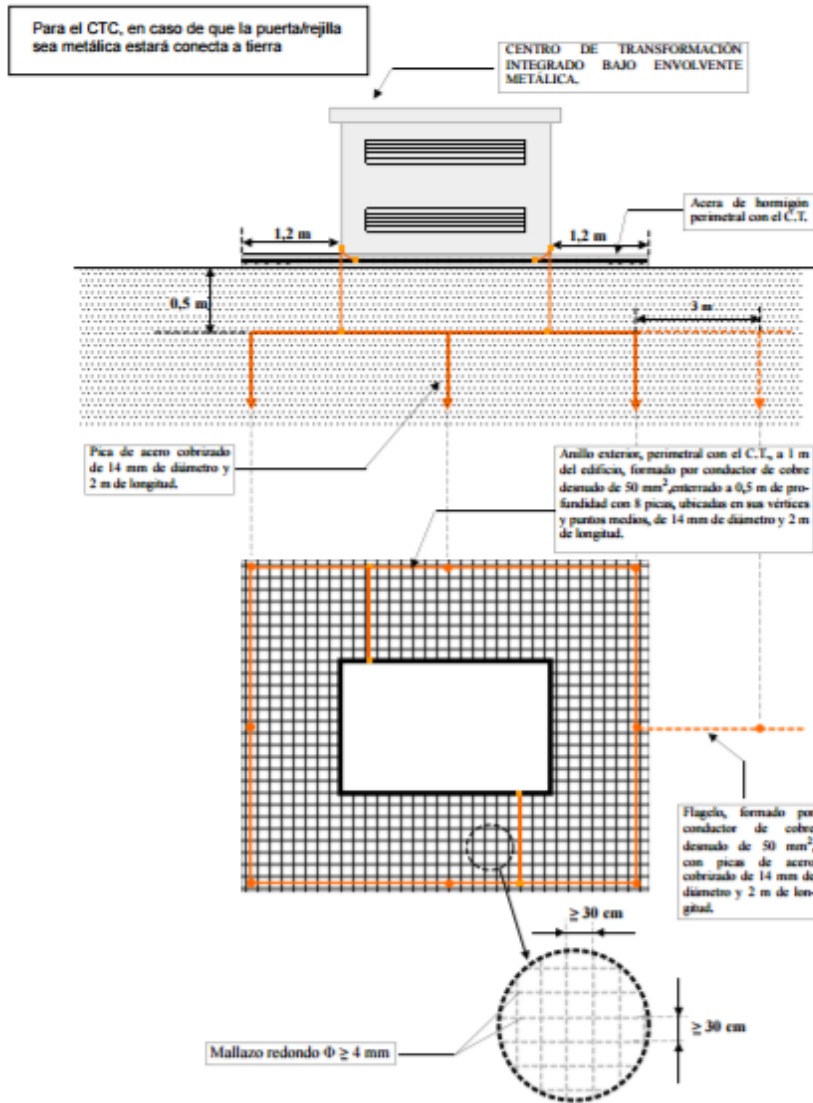 Para el CTC, en caso de que la puerta/rejilla
sea metálica estará conecta a tierra
CENTRO DE TRANSFORMACIÓN
INTEGRADO BAJO ENVOLVENTE
METÁLICA.
Acera de hormigón
perimetral con el C.T.
1,2 m
1,2 m
0,5 m
3 m
Pica de acero cobrizado
de 14 mm de diámetro y
2 m de longitud.
Anillo exterior, perimetral con el C.T., a 1 m
del edificio, formado por conductor de cobre
desnudo de 50 mm², enterrado a 0,5 m de pro-
fundidad con 8 picas, ubicadas en sus vértices
y puntos medios, de 14 mm de diámetro y 2 m
de longitud.
Flagelo, formado por
conductor de cobre
desnudo de 50 mm²,
con picas de acero
cobrizado de 14 mm de
diámetro y 2 m de lon-
gitud.
≥ 30 cm
≥ 30 cm
Mallazo redondo Φ ≥ 4 mm